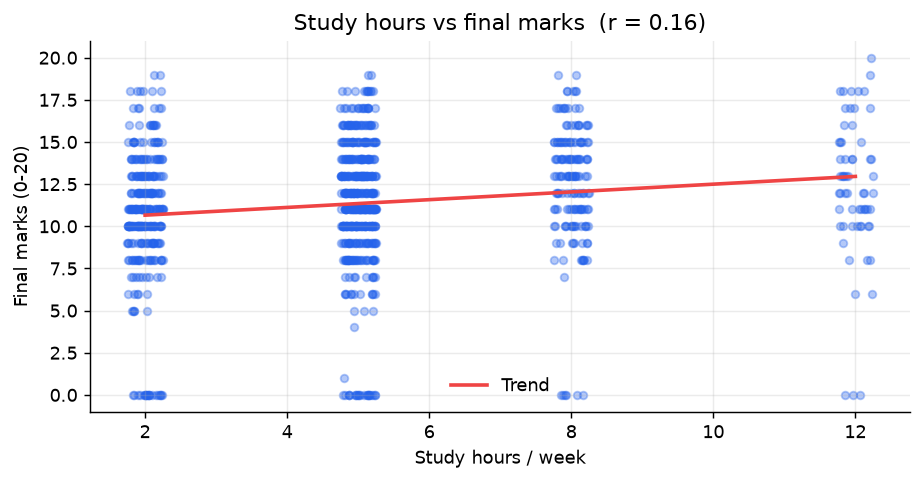 Study hours vs final marks  (r = 0.16)
Final marks (0-20)
20.0
17.5
15.0
12.5
10.0
7.5
5.0
2.5
0.0
Trend
2 4 6 8 10 12
Study hours / week